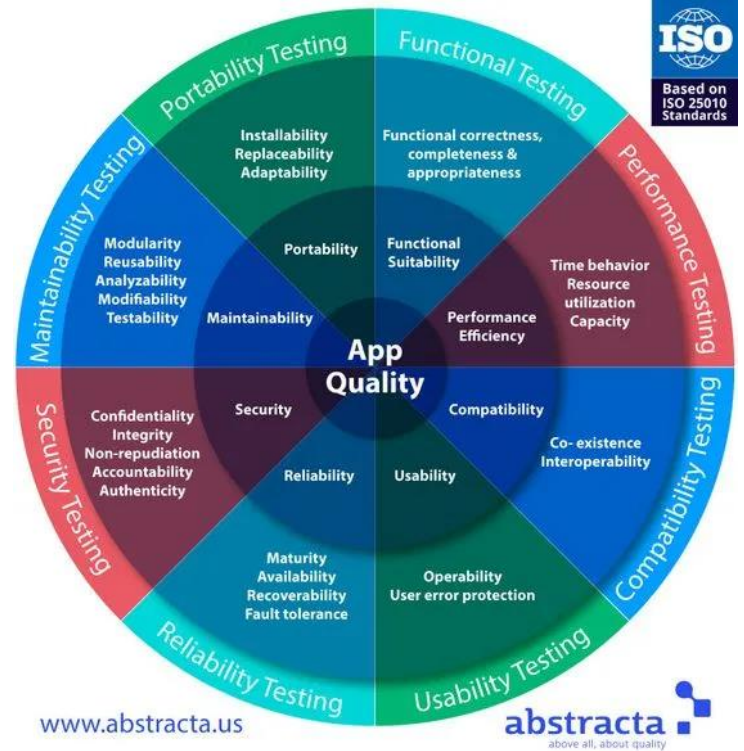 ISO
Based on
ISO 25010
Standards
Portability Testing
Functional Testing
Performance Testing
Compatibility Testing
Usability Testing
Reliability Testing
Security Testing
Maintainability Testing
Installability
Replaceability
Adaptability
Functional correctness,
completeness &
appropriateness
Time behavior
Resource
utilization
Capacity
Co- existence
Interoperability
Operability
User error protection
Maturity
Availability
Recoverability
Fault tolerance
Confidentiality
Integrity
Non-repudiation
Accountability
Authenticity
Modularity
Reusability
Analyzability
Modifiability
Testability
Portability
Functional
Suitability
Performance
Efficiency
Compatibility
Usability
Reliability
Security
Maintainability
App
Quality
www.abstracta.us
abstracta
above all, about quality